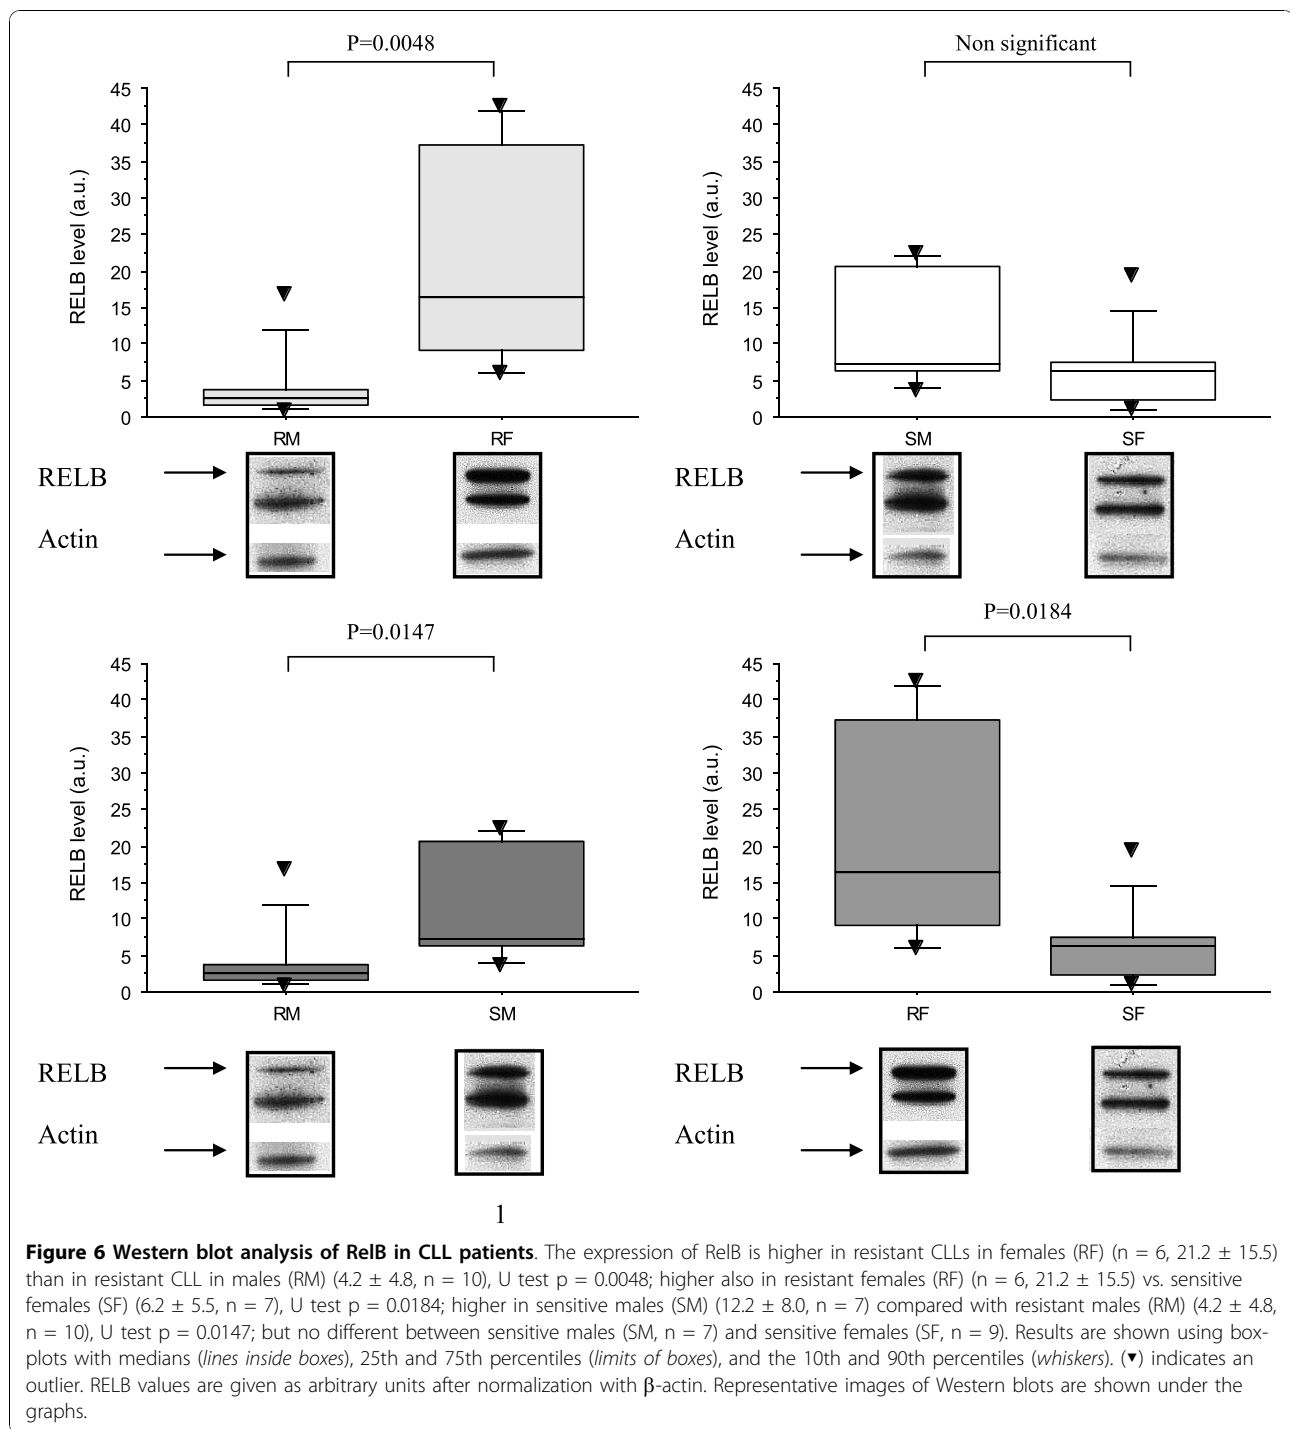 P=0.0048
Non significant
RELB level (a.u.)
45
40
35
30
25
20
15
10
5
0
RM RF
RELB level (a.u.)
45
40
35
30
25
20
15
10
5
0
SM SF
RELB
Actin
RELB
Actin
P=0.0147
P=0.0184
RELB level (a.u.)
45
40
35
30
25
20
15
10
5
0
RM SM
RELB level (a.u.)
45
40
35
30
25
20
15
10
5
0
RF SF
RELB
Actin
RELB
Actin
1
Figure 6 Western blot analysis of RelB in CLL patients. The expression of RelB is higher in resistant CLLs in females (RF) (n = 6, 21.2 ± 15.5)
than in resistant CLL in males (RM) (4.2 ± 4.8, n = 10), U test p = 0.0048; higher also in resistant females (RF) (n = 6, 21.2 ± 15.5) vs. sensitive
females (SF) (6.2 ± 5.5, n = 7), U test p = 0.0184; higher in sensitive males (SM) (12.2 ± 8.0, n = 7) compared with resistant males (RM) (4.2 ± 4.8,
n = 10), U test p = 0.0147; but no different between sensitive males (SM, n = 7) and sensitive females (SF, n = 9). Results are shown using box-
plots with medians (lines inside boxes), 25th and 75th percentiles (limits of boxes), and the 10th and 90th percentiles (whiskers). (▼) indicates an
outlier. RELB values are given as arbitrary units after normalization with β-actin. Representative images of Western blots are shown under the
graphs.